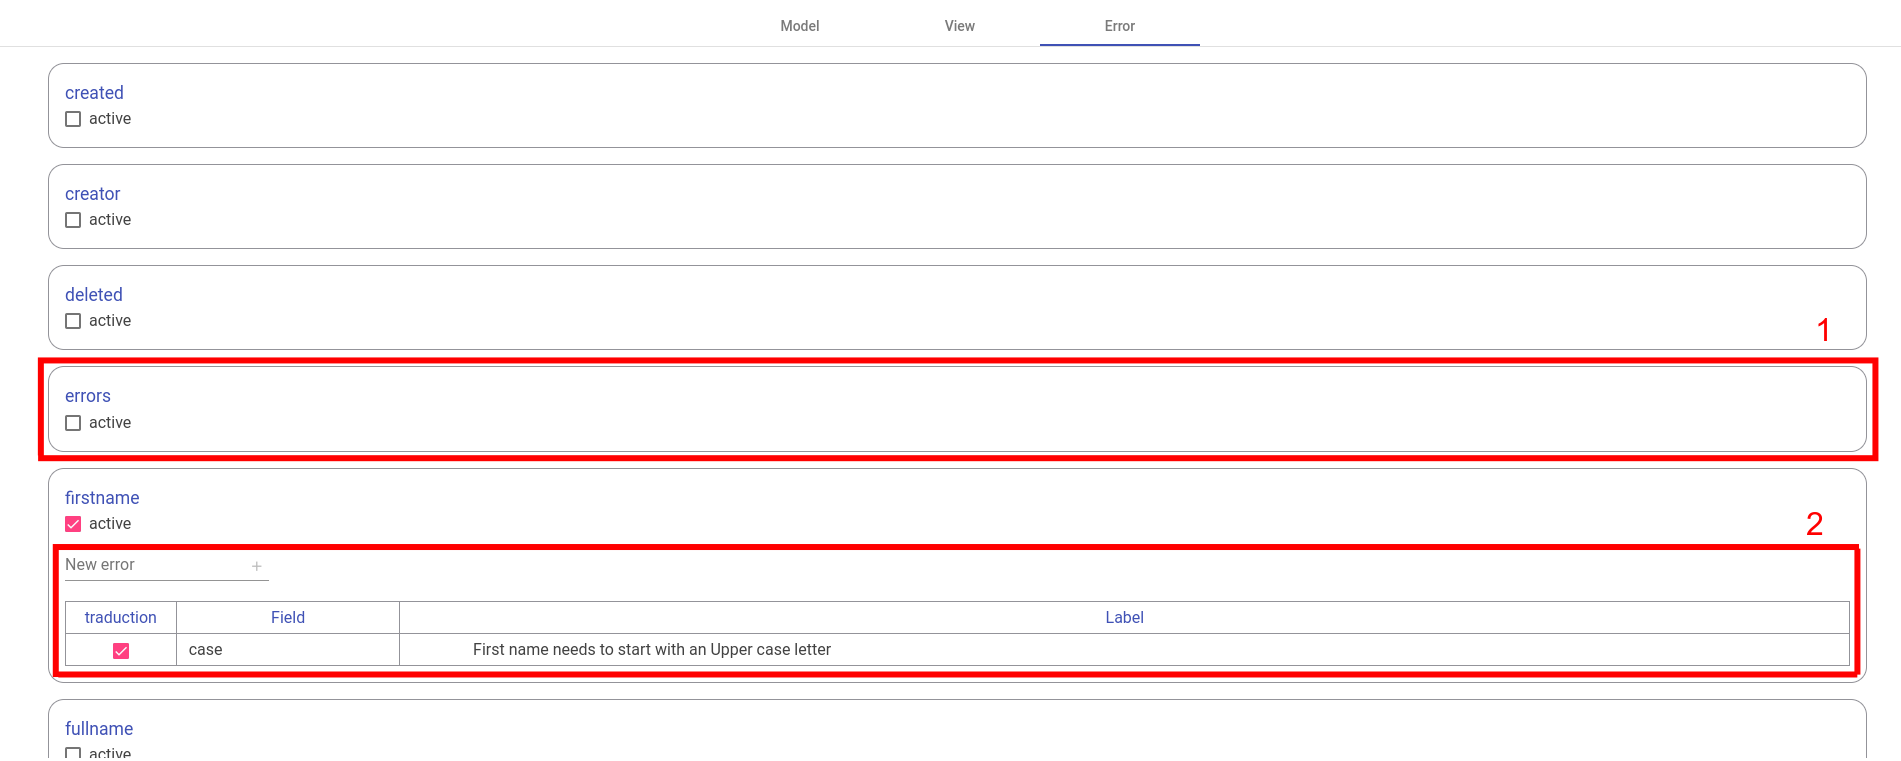 Model View Error
created
active
creator
active
deleted
active
1
errors
active
firstname
active
2
New error +
traduction Field Label
case First name needs to start with an Upper case letter
fullname
active